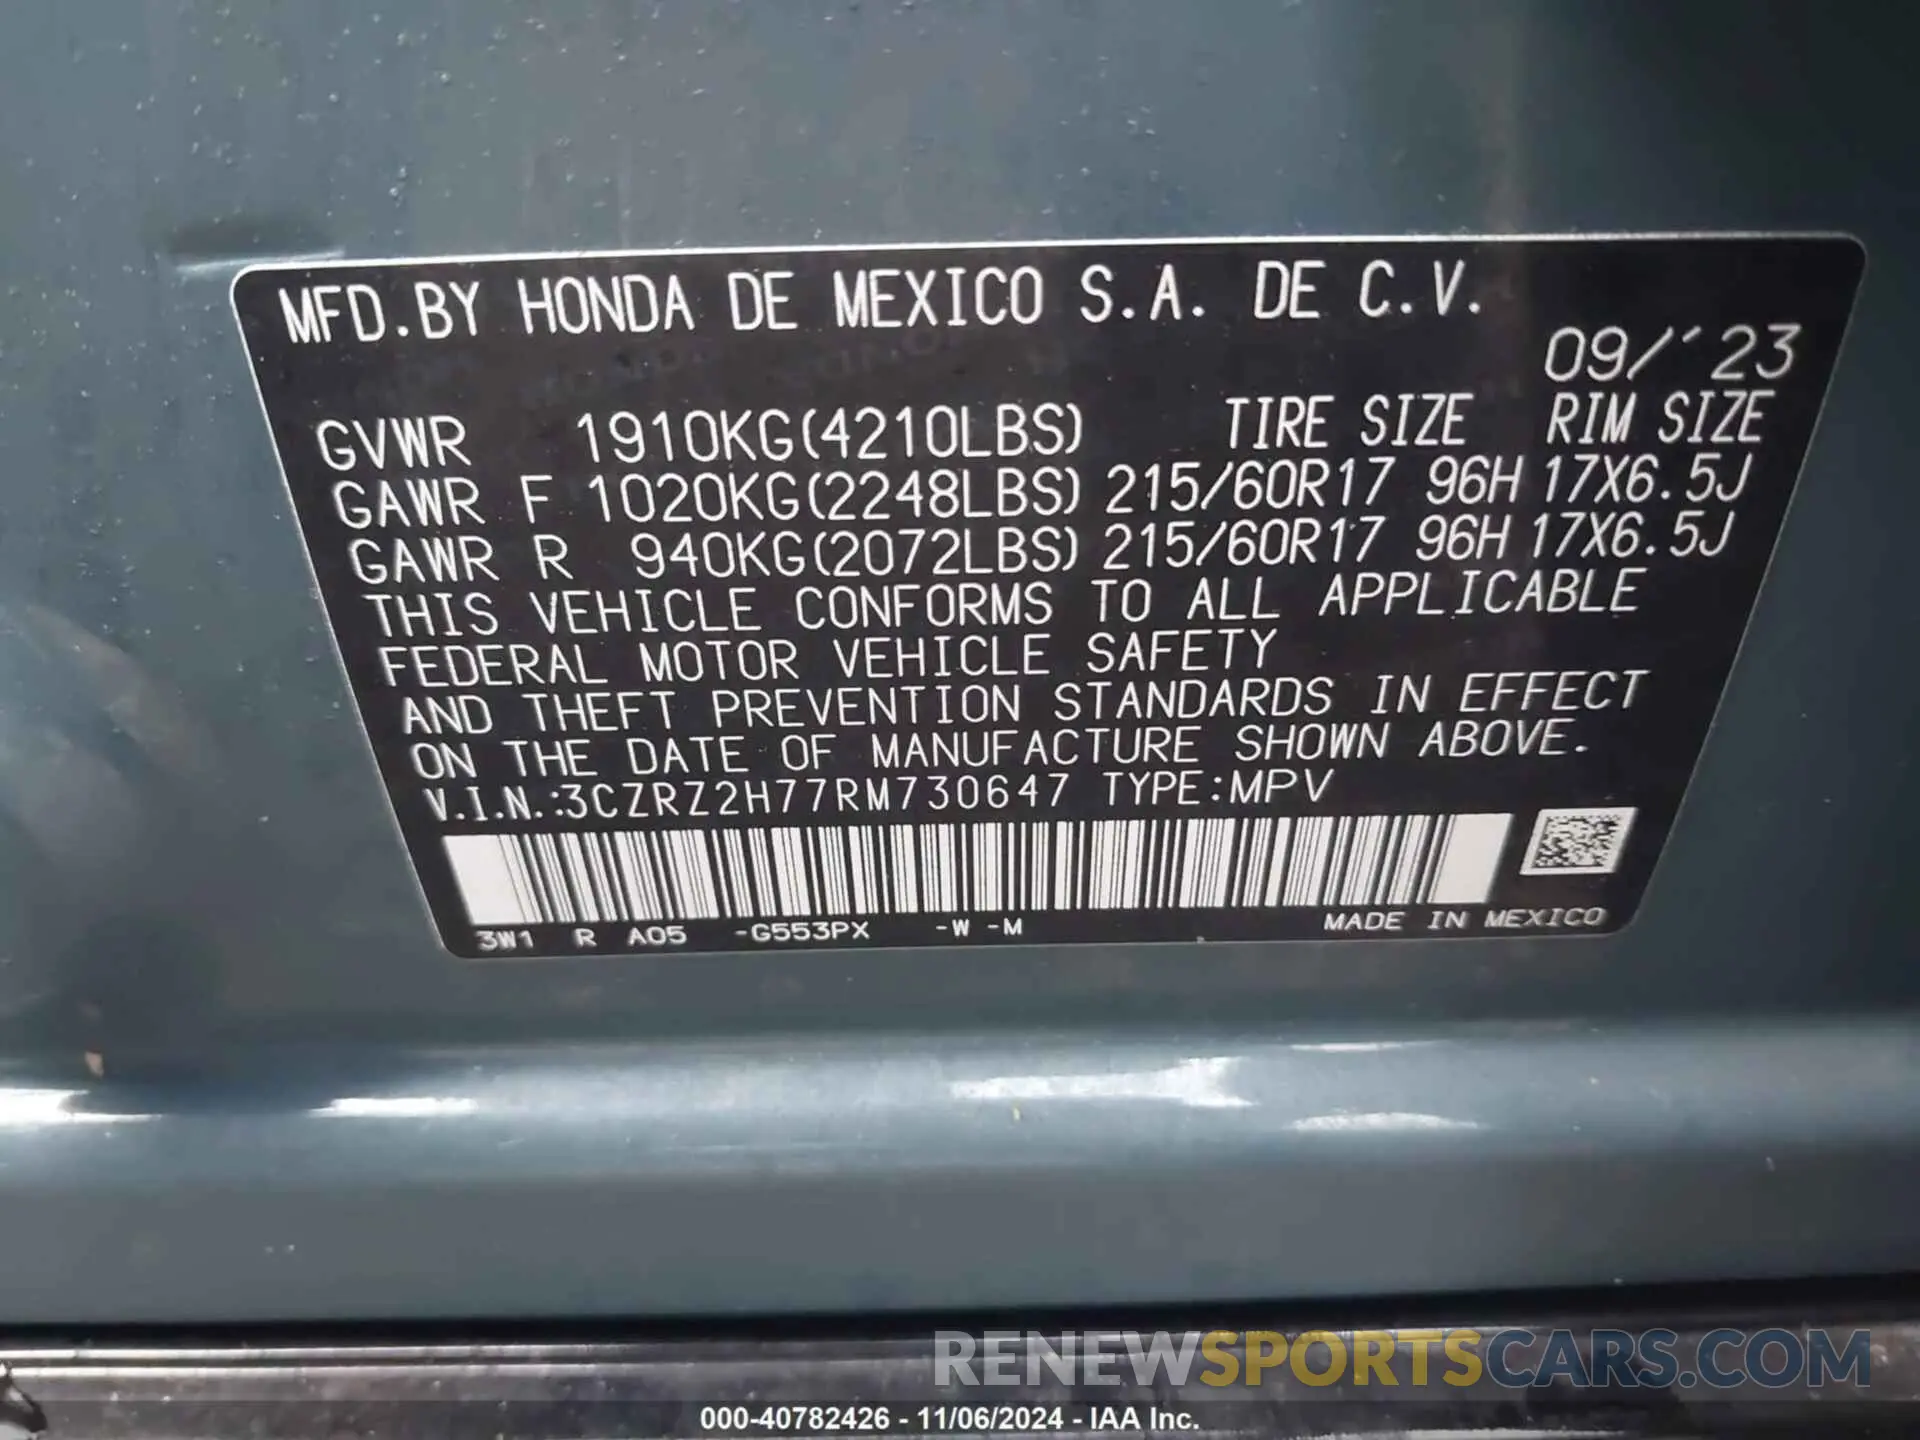 MFD.BY HONDA DE MEXICO S.A. DE C.V.
09/´23
GVWR 1910KG(4210LBS) TIRE SIZE RIM SIZE
GAWR F 1020KG(2248LBS) 215/60R17 96H 17X6.5J
GAWR R 940KG(2072LBS) 215/60R17 96H 17X6.5J
THIS VEHICLE CONFORMS TO ALL APPLICABLE
FEDERAL MOTOR VEHICLE SAFETY
AND THEFT PREVENTION STANDARDS IN EFFECT
ON THE DATE OF MANUFACTURE SHOWN ABOVE.
V.I.N.:3CZRZ2H77RM730647 TYPE:MPV
3W1 R A05 -G553PX -W -M MADE IN MEXICO
RENEWSPORTSCARS.COM
000-40782426 - 11/06/2024 - IAA Inc.